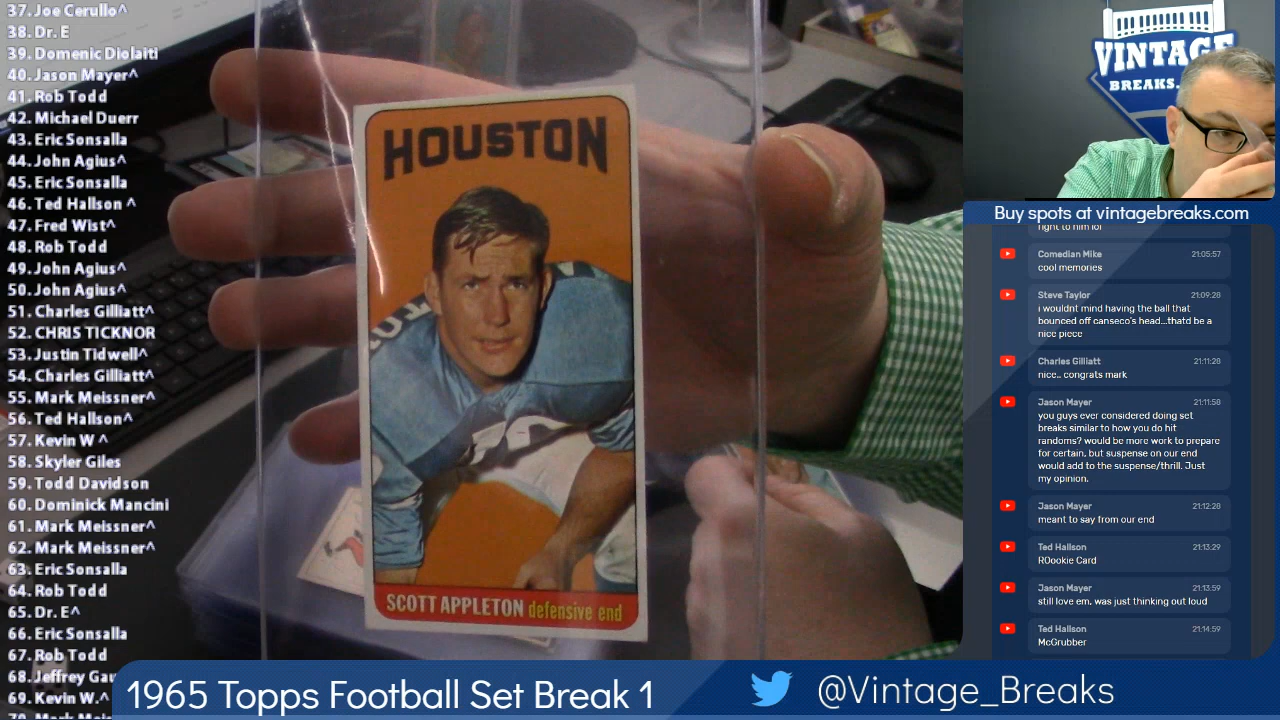 37. Joe Cerullo^
38. Dr. E
39. Domenic Diolaiti
40. Jason Mayer^
41. Rob Todd
42. Michael Duerr
43. Eric Sonsalla
44. John Agius^
45. Eric Sonsalla
46. Ted Hallson ^
47. Fred Wist^
48. Rob Todd
49. John Agius^
50. John Agius^
51. Charles Gilliatt^
52. CHRIS TICKNOR
53. Justin Tidwell^
54. Charles Gilliatt^
55. Mark Meissner^
56. Ted Hallson^
57. Kevin W ^
58. Skyler Giles
59. Todd Davidson
60. Dominick Mancini
61. Mark Meissner^
62. Mark Meissner^
63. Eric Sonsalla
64. Rob Todd
65. Dr. E^
66. Eric Sonsalla
67. Rob Todd
68. Jeffrey
69. Kevin W.^
HOUSTON
SCOTT APPLETON defensive end
VINTAGE
BREAKS.
Buy spots at vintagebreaks.com
right to him lol
Comedian Mike 21:05:57
cool memories
Steve Taylor 21:09:28
i wouldnt mind having the ball that
bounced off canseco's head...thatd be a
nice piece
Charles Gilliatt 21:11:28
nice.. congrats mark
Jason Mayer 21:11:58
you guys ever considered doing set
breaks similar to how you do hit
randoms? would be more work to prepare
for certain, but suspense on our end
would add to the suspense/thrill. Just
my opinion.
Jason Mayer 21:12:28
meant to say from our end
Ted Hallson 21:13:29
ROookie Card
Jason Mayer 21:13:59
still love em, was just thinking out loud
Ted Hallson 21:14:59
McGrubber
1965 Topps Football Set Break 1
@Vintage_Breaks